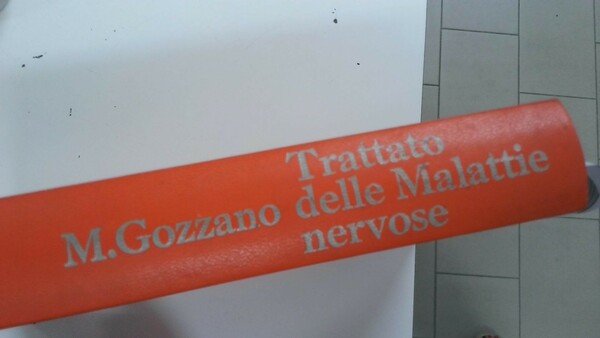 M.Gozzano
Trattato
delle Malattie
nervose